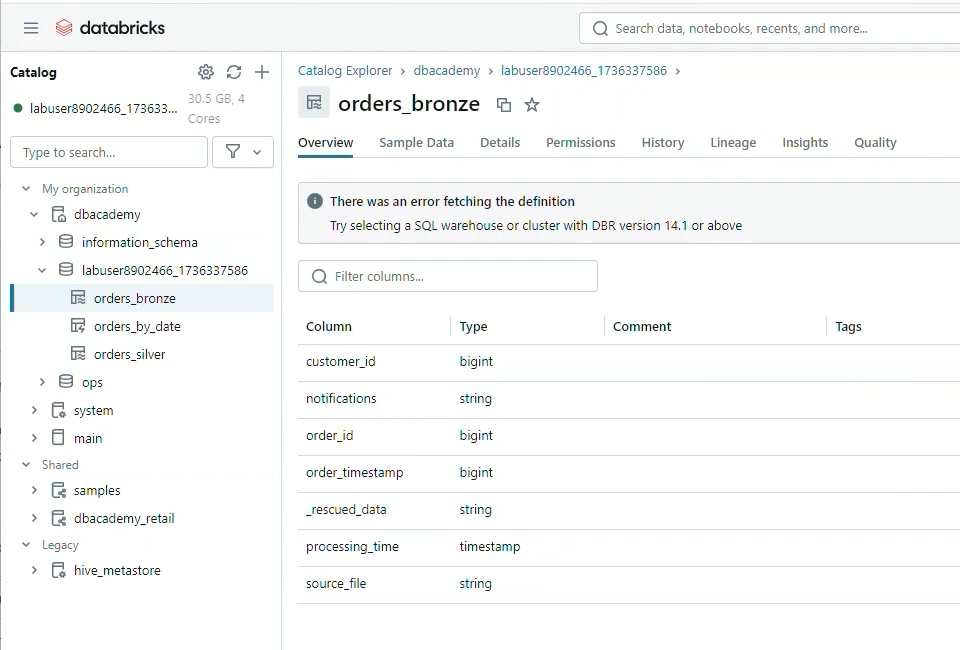 databricks
Search data, notebooks, recents, and more...
Catalog
labuser8902466_173633...
30.5 GB, 4
Cores
Type to search...
My organization
dbacademy
information_schema
labuser8902466_1736337586
orders_bronze
orders_by_date
orders_silver
ops
system
main
Shared
samples
dbacademy_retail
Legacy
hive_metastore
Catalog Explorer > dbacademy > labuser8902466_1736337586 >
orders_bronze
Overview Sample Data Details Permissions History Lineage Insights Quality
There was an error fetching the definition
Try selecting a SQL warehouse or cluster with DBR version 14.1 or above
Filter columns...
Column Type Comment Tags
customer_id bigint
notifications string
order_id bigint
order_timestamp bigint
_rescued_data string
processing_time timestamp
source_file string